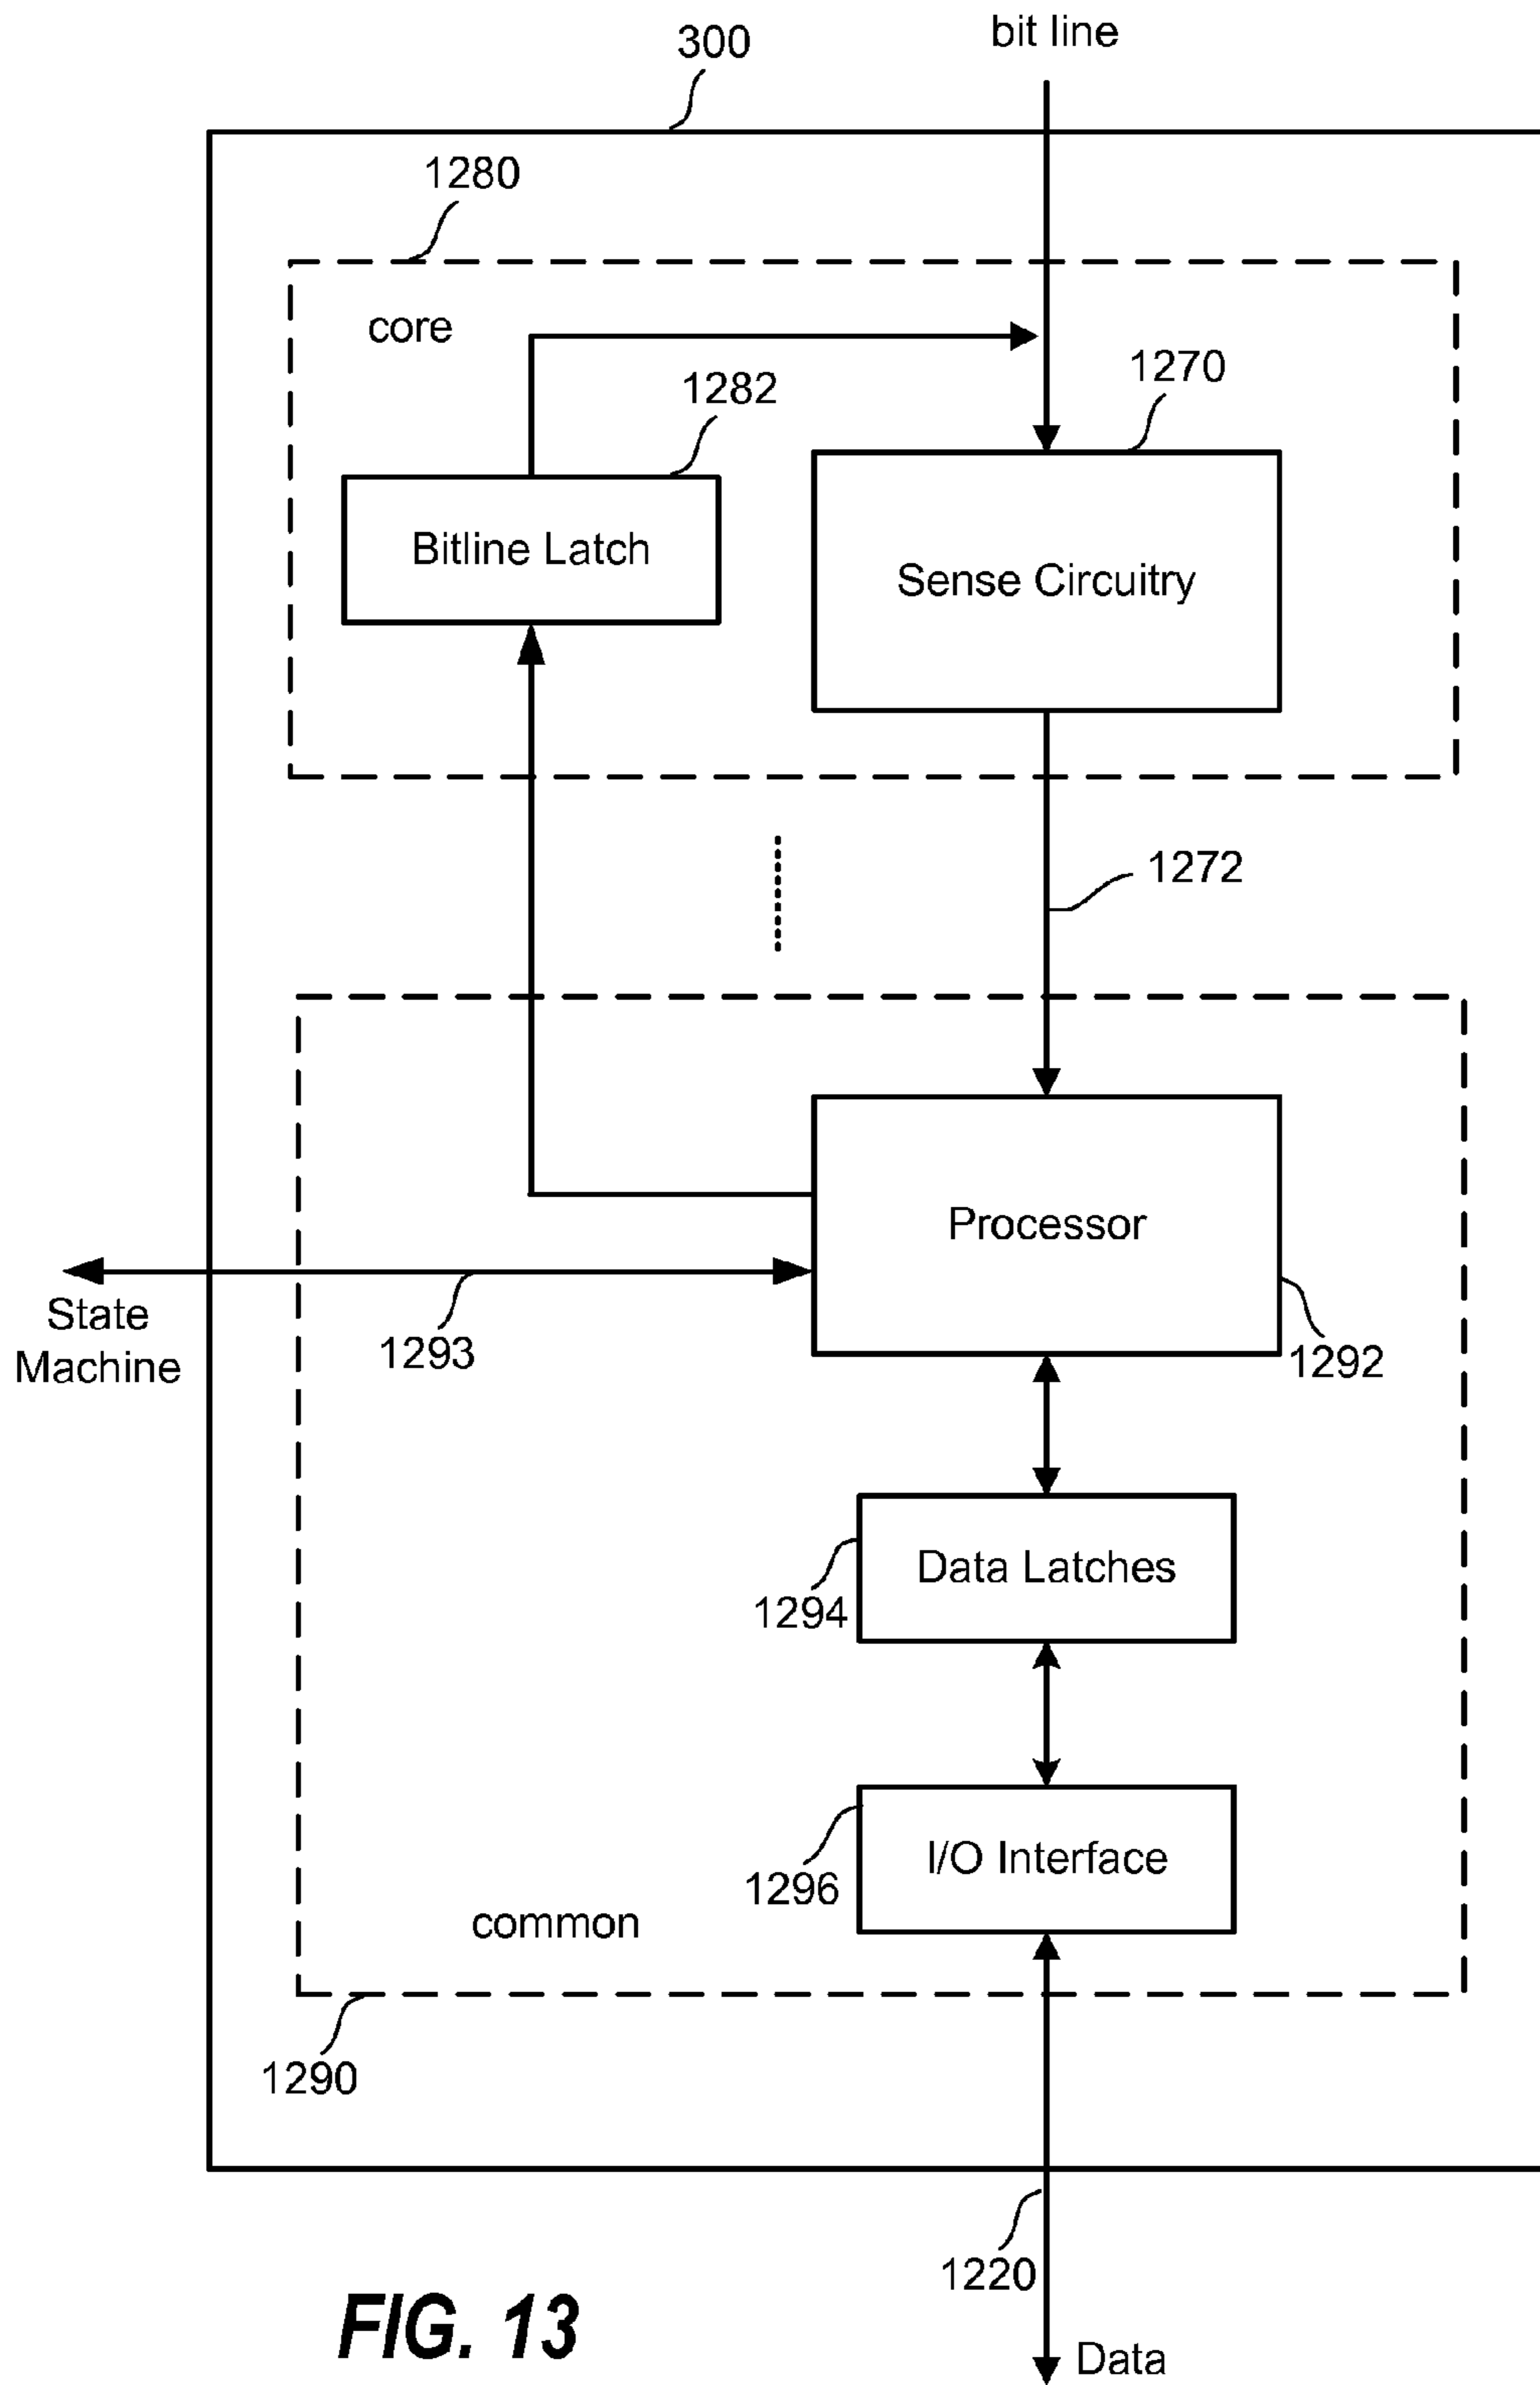 bit line
300
1280
core
1270
1282
Bitline Latch
Sense Circuitry
1272
Processor
State
Machine
1293
1292
Data Latches
1294
I/O Interface
1296
common
1290
1220
FIG. 13
Data